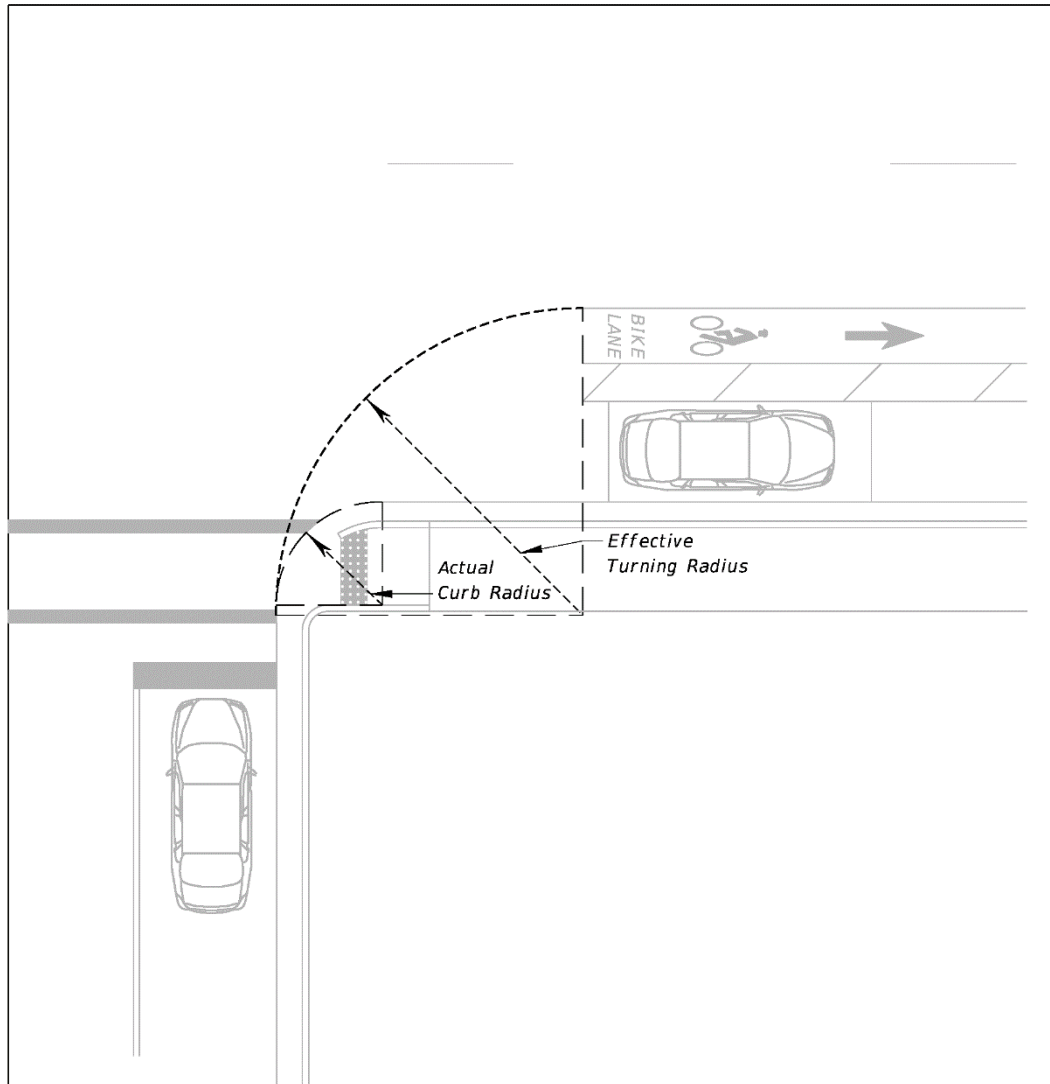 BIKE
LANE
Effective
Turning Radius
Actual
Curb Radius